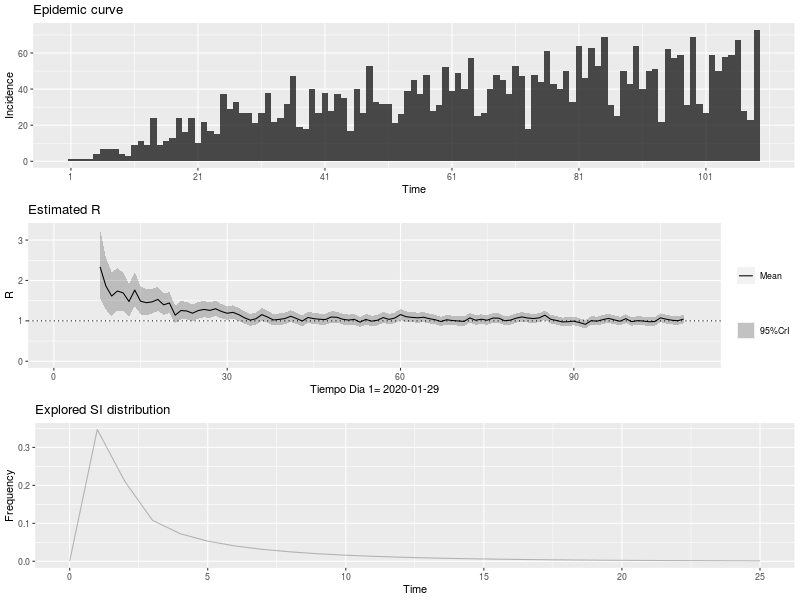 Epidemic curve
Incidence
60
40
20
0
1
21
41
61
81
101
Time
Estimated R
R
3
2
1
0
0
30
60
90
Tiempo Dia 1= 2020-01-29
Mean
95%CrI
Explored SI distribution
Frequency
0.3
0.2
0.1
0.0
0
5
10
15
20
25
Time